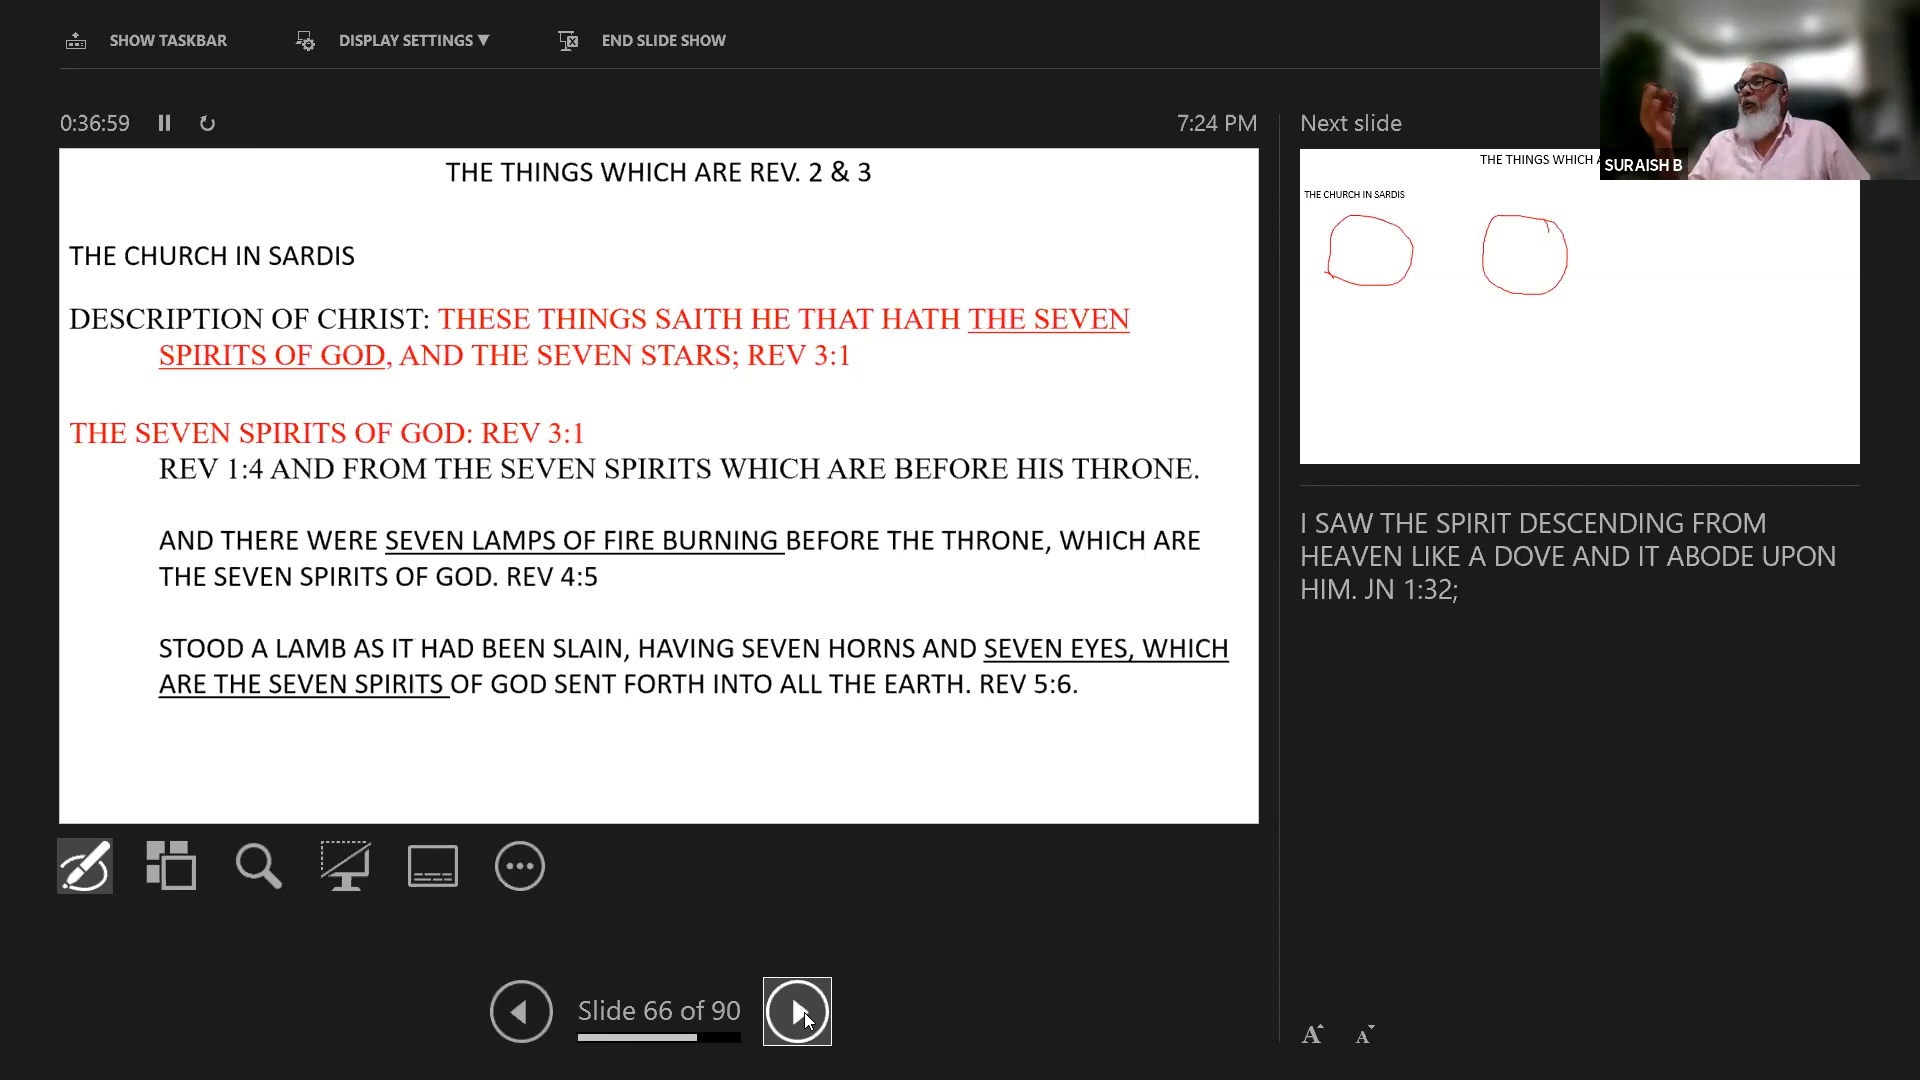 SHOW TASKBAR
DISPLAY SETTINGS ▼
END SLIDE SHOW
0:36:59
7:24 PM
THE THINGS WHICH ARE REV. 2 & 3
THE CHURCH IN SARDIS
DESCRIPTION OF CHRIST: THESE THINGS SAITH HE THAT HATH THE SEVEN
SPIRITS OF GOD, AND THE SEVEN STARS; REV 3:1
THE SEVEN SPIRITS OF GOD: REV 3:1
REV 1:4 AND FROM THE SEVEN SPIRITS WHICH ARE BEFORE HIS THRONE.
AND THERE WERE SEVEN LAMPS OF FIRE BURNING BEFORE THE THRONE, WHICH ARE
THE SEVEN SPIRITS OF GOD. REV 4:5
STOOD A LAMB AS IT HAD BEEN SLAIN, HAVING SEVEN HORNS AND SEVEN EYES, WHICH
ARE THE SEVEN SPIRITS OF GOD SENT FORTH INTO ALL THE EARTH. REV 5:6.
Slide 66 of 90
Next slide
SURAISH B
THE THINGS WHICH
THE CHURCH IN SARDIS
I SAW THE SPIRIT DESCENDING FROM
HEAVEN LIKE A DOVE AND IT ABODE UPON
HIM. JN 1:32;
A A